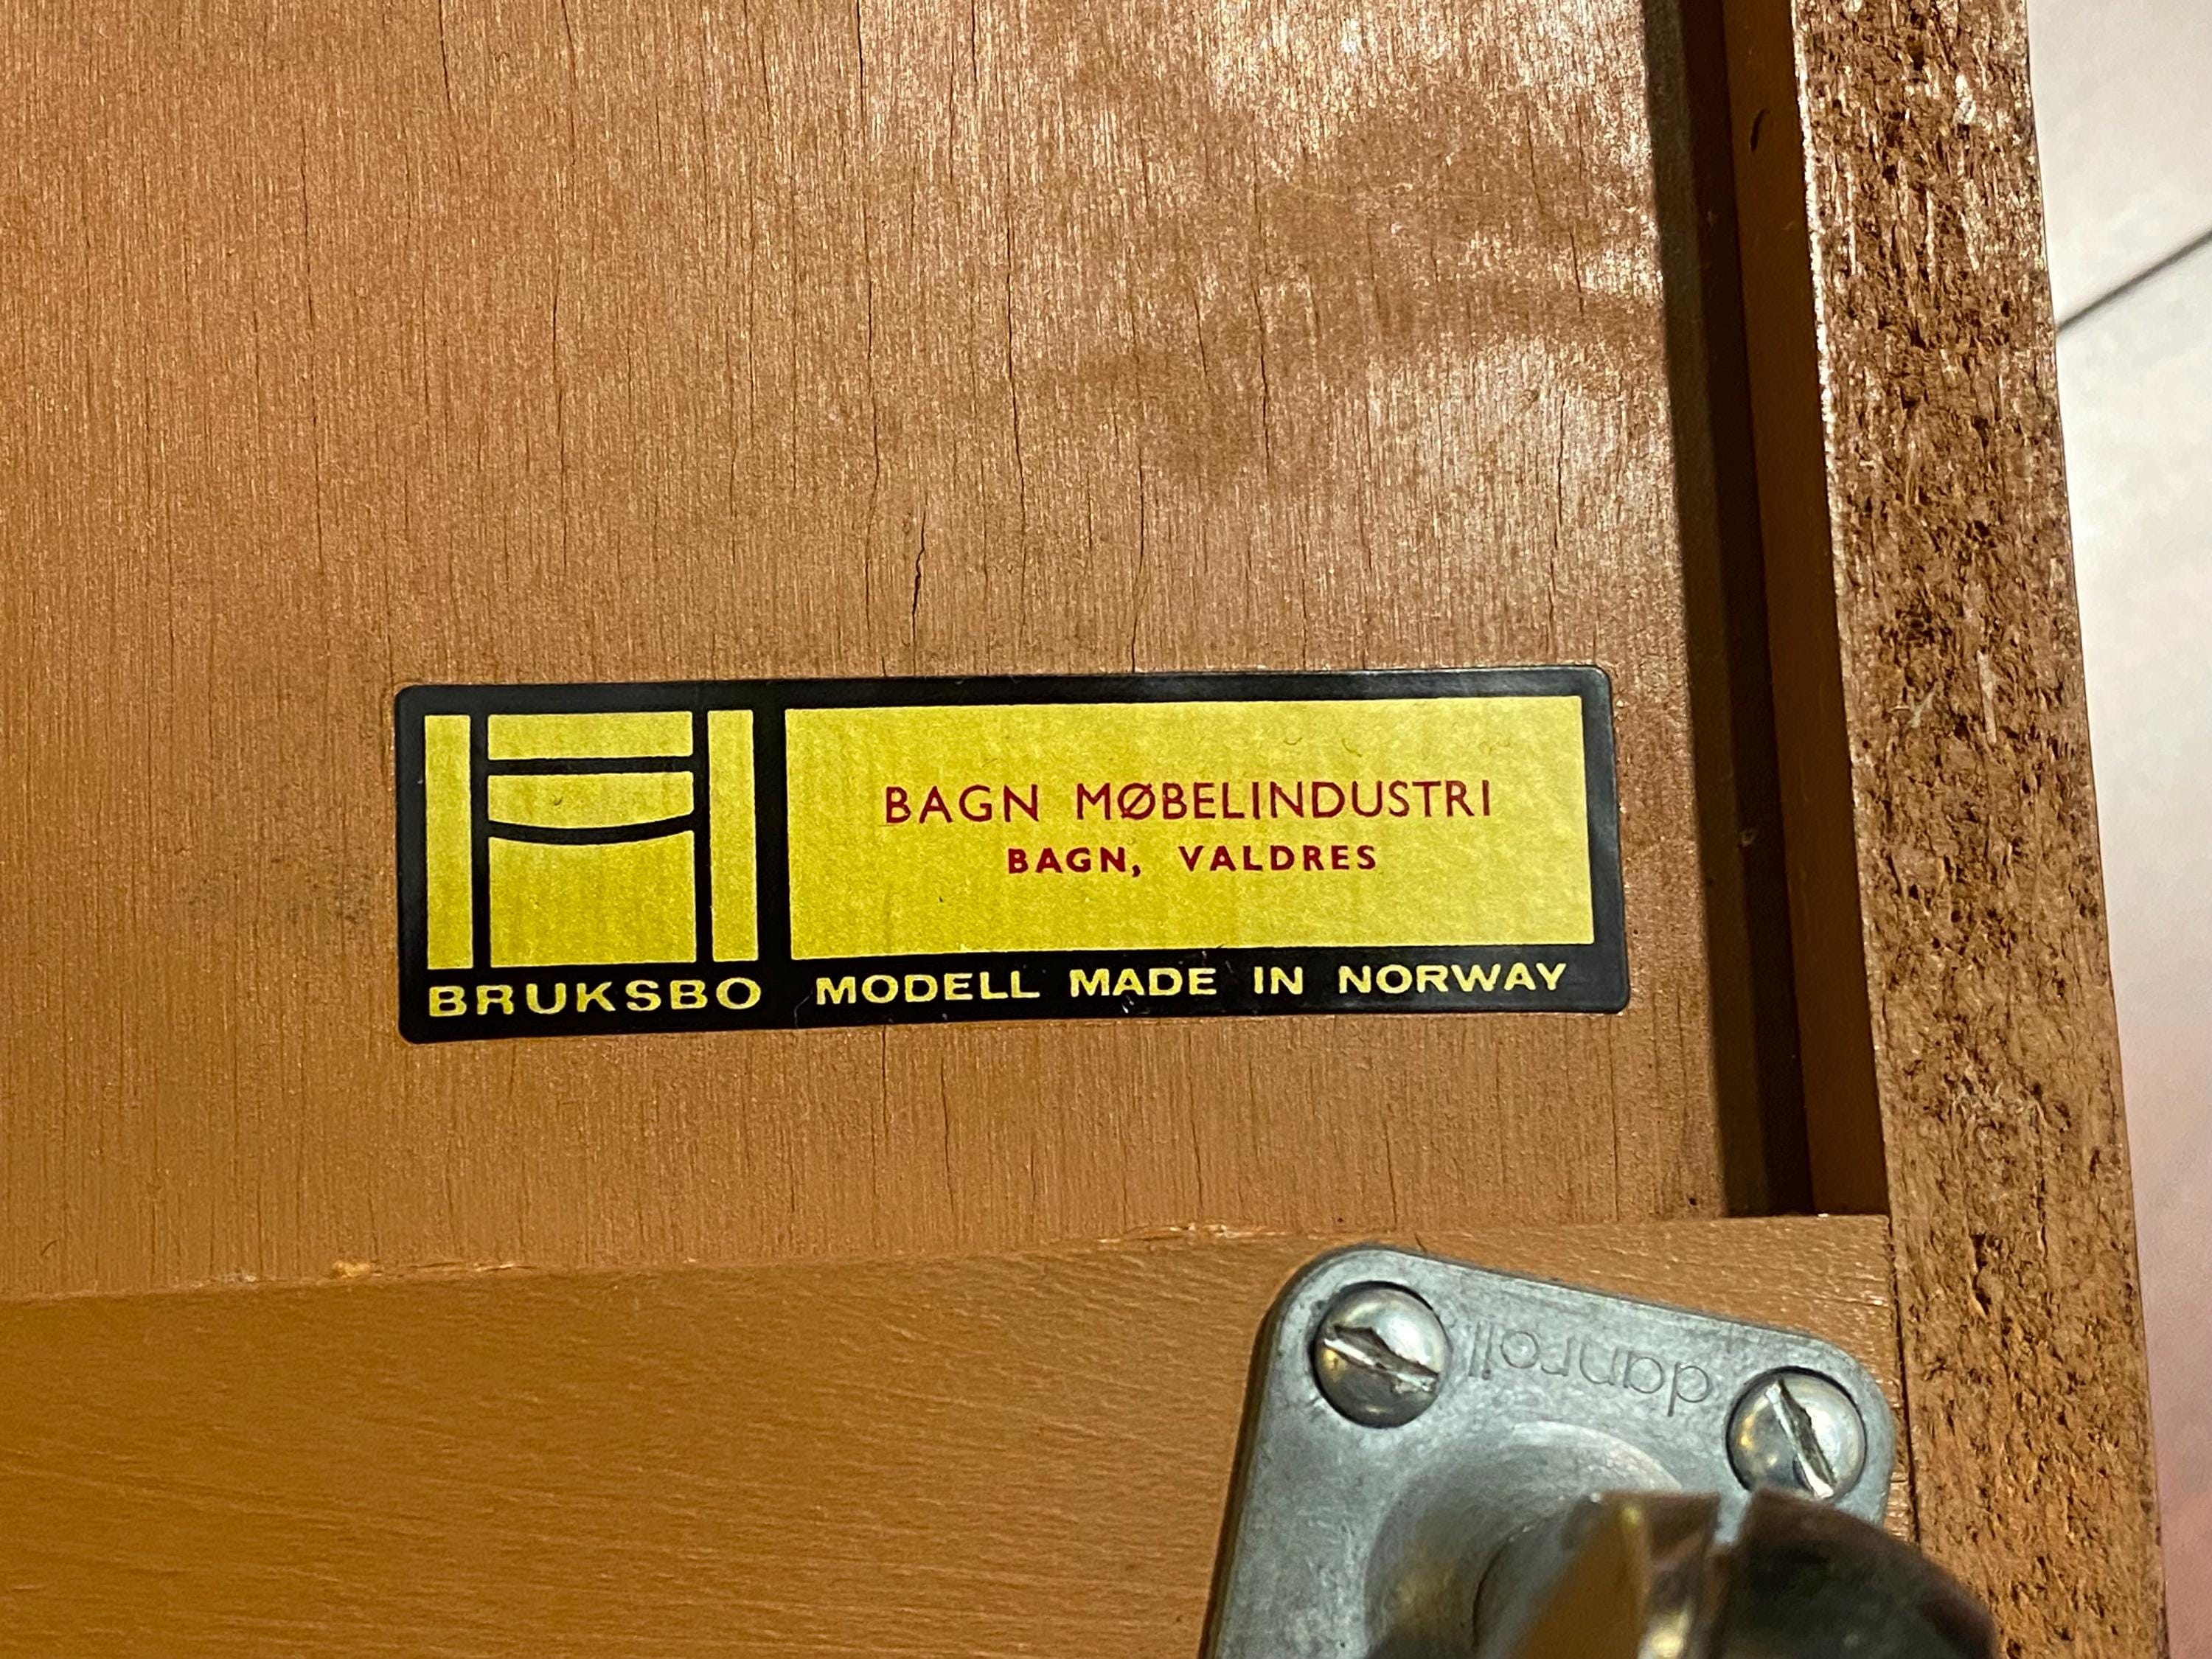 BAGN MØBELINDUSTRI
BAGN, VALDRES
BRUKSBO MODELL MADE IN NORWAY
danroll